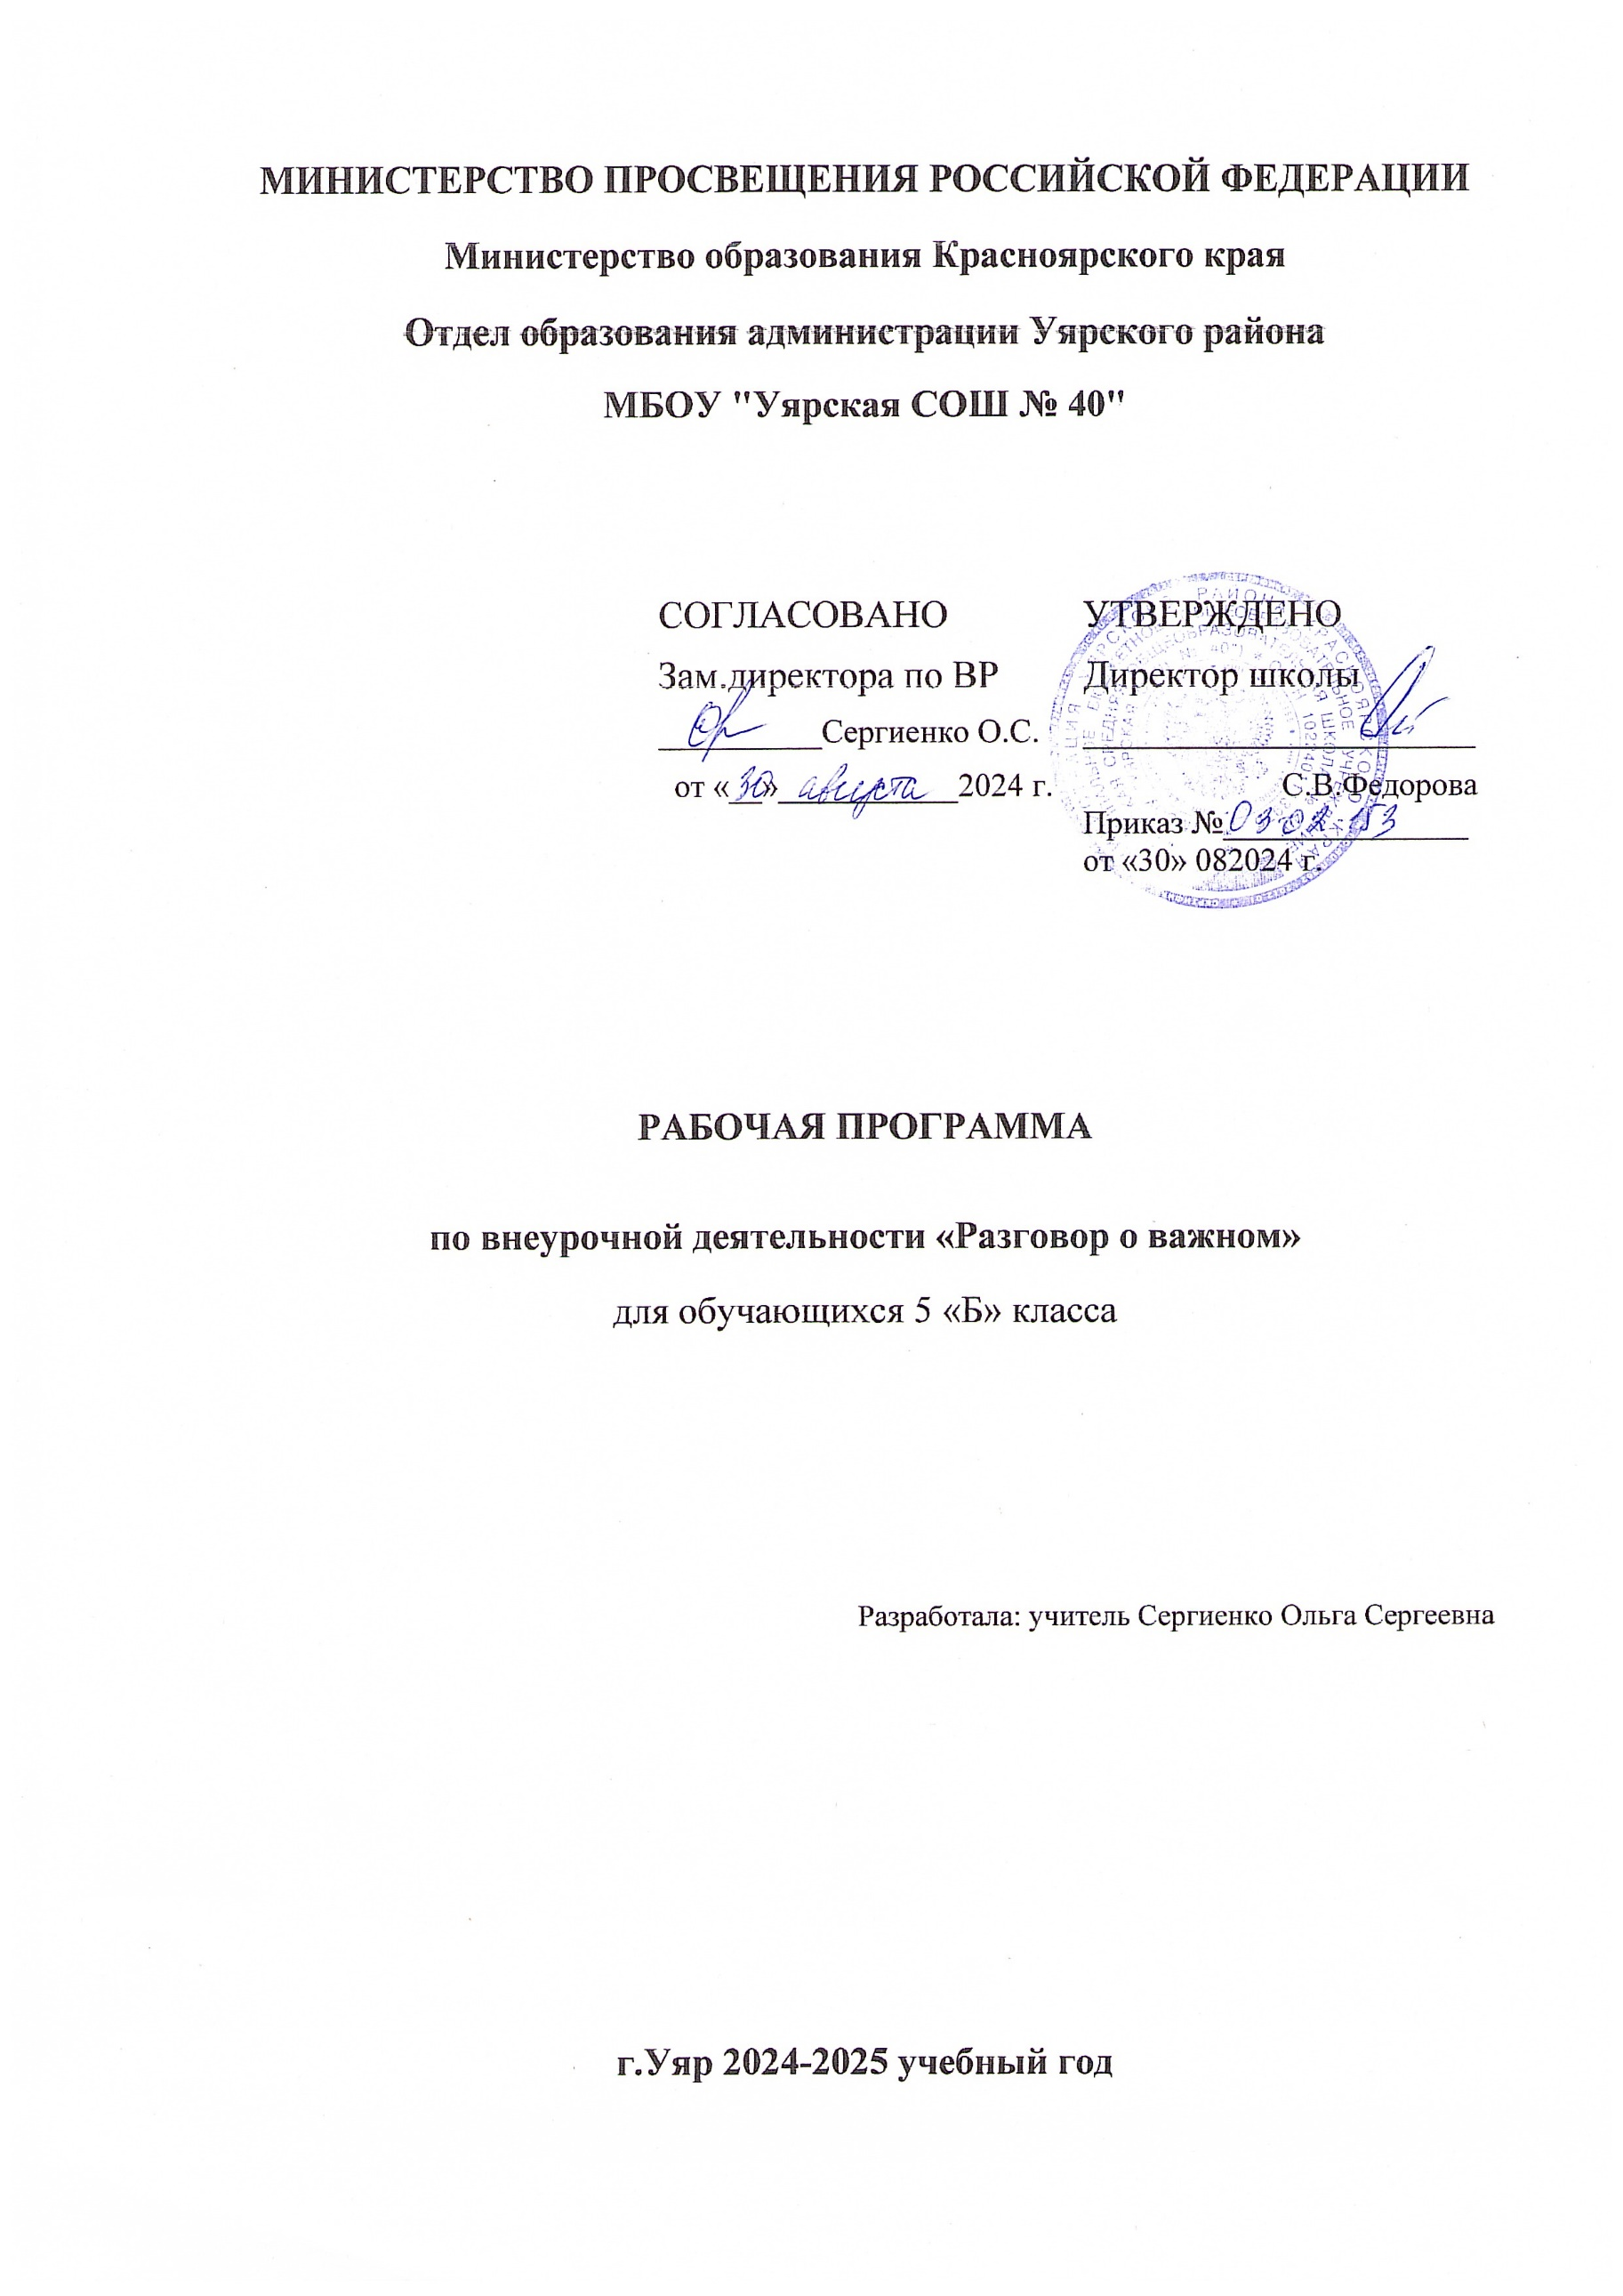 МИНИСТЕРСТВО ПРОСВЕЩЕНИЯ РОССИЙСКОЙ ФЕДЕРАЦИИ
Министерство образования Красноярского края
Отдел образования администрации Уярского района
МБОУ "Уярская СОШ № 40"
СОГЛАСОВАНО
Зам.директора по ВР
Сергиенко О.С.
от «30» августа 2024 г.
УТВЕРЖДЕНО
Директор школы
С.В.Федорова
Приказ № 03-02-153
от «30» 082024 г.
РАБОЧАЯ ПРОГРАММА
по внеурочной деятельности «Разговор о важном»
для обучающихся 5 «Б» класса
Разработала: учитель Сергиенко Ольга Сергеевна
г.Уяр 2024-2025 учебный год